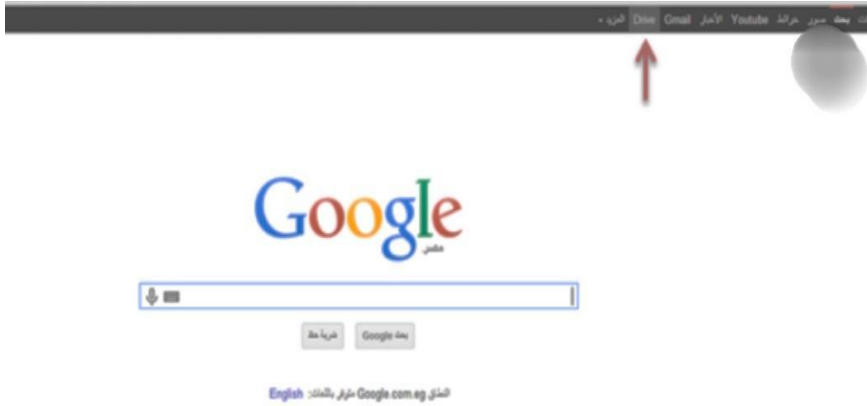 بحث صور خرائط Youtube الأخبار Gmail Drive المزيد
Google
مصر
بحث Google ضربة حظ
Google.com.eg متوفر باللغات: English